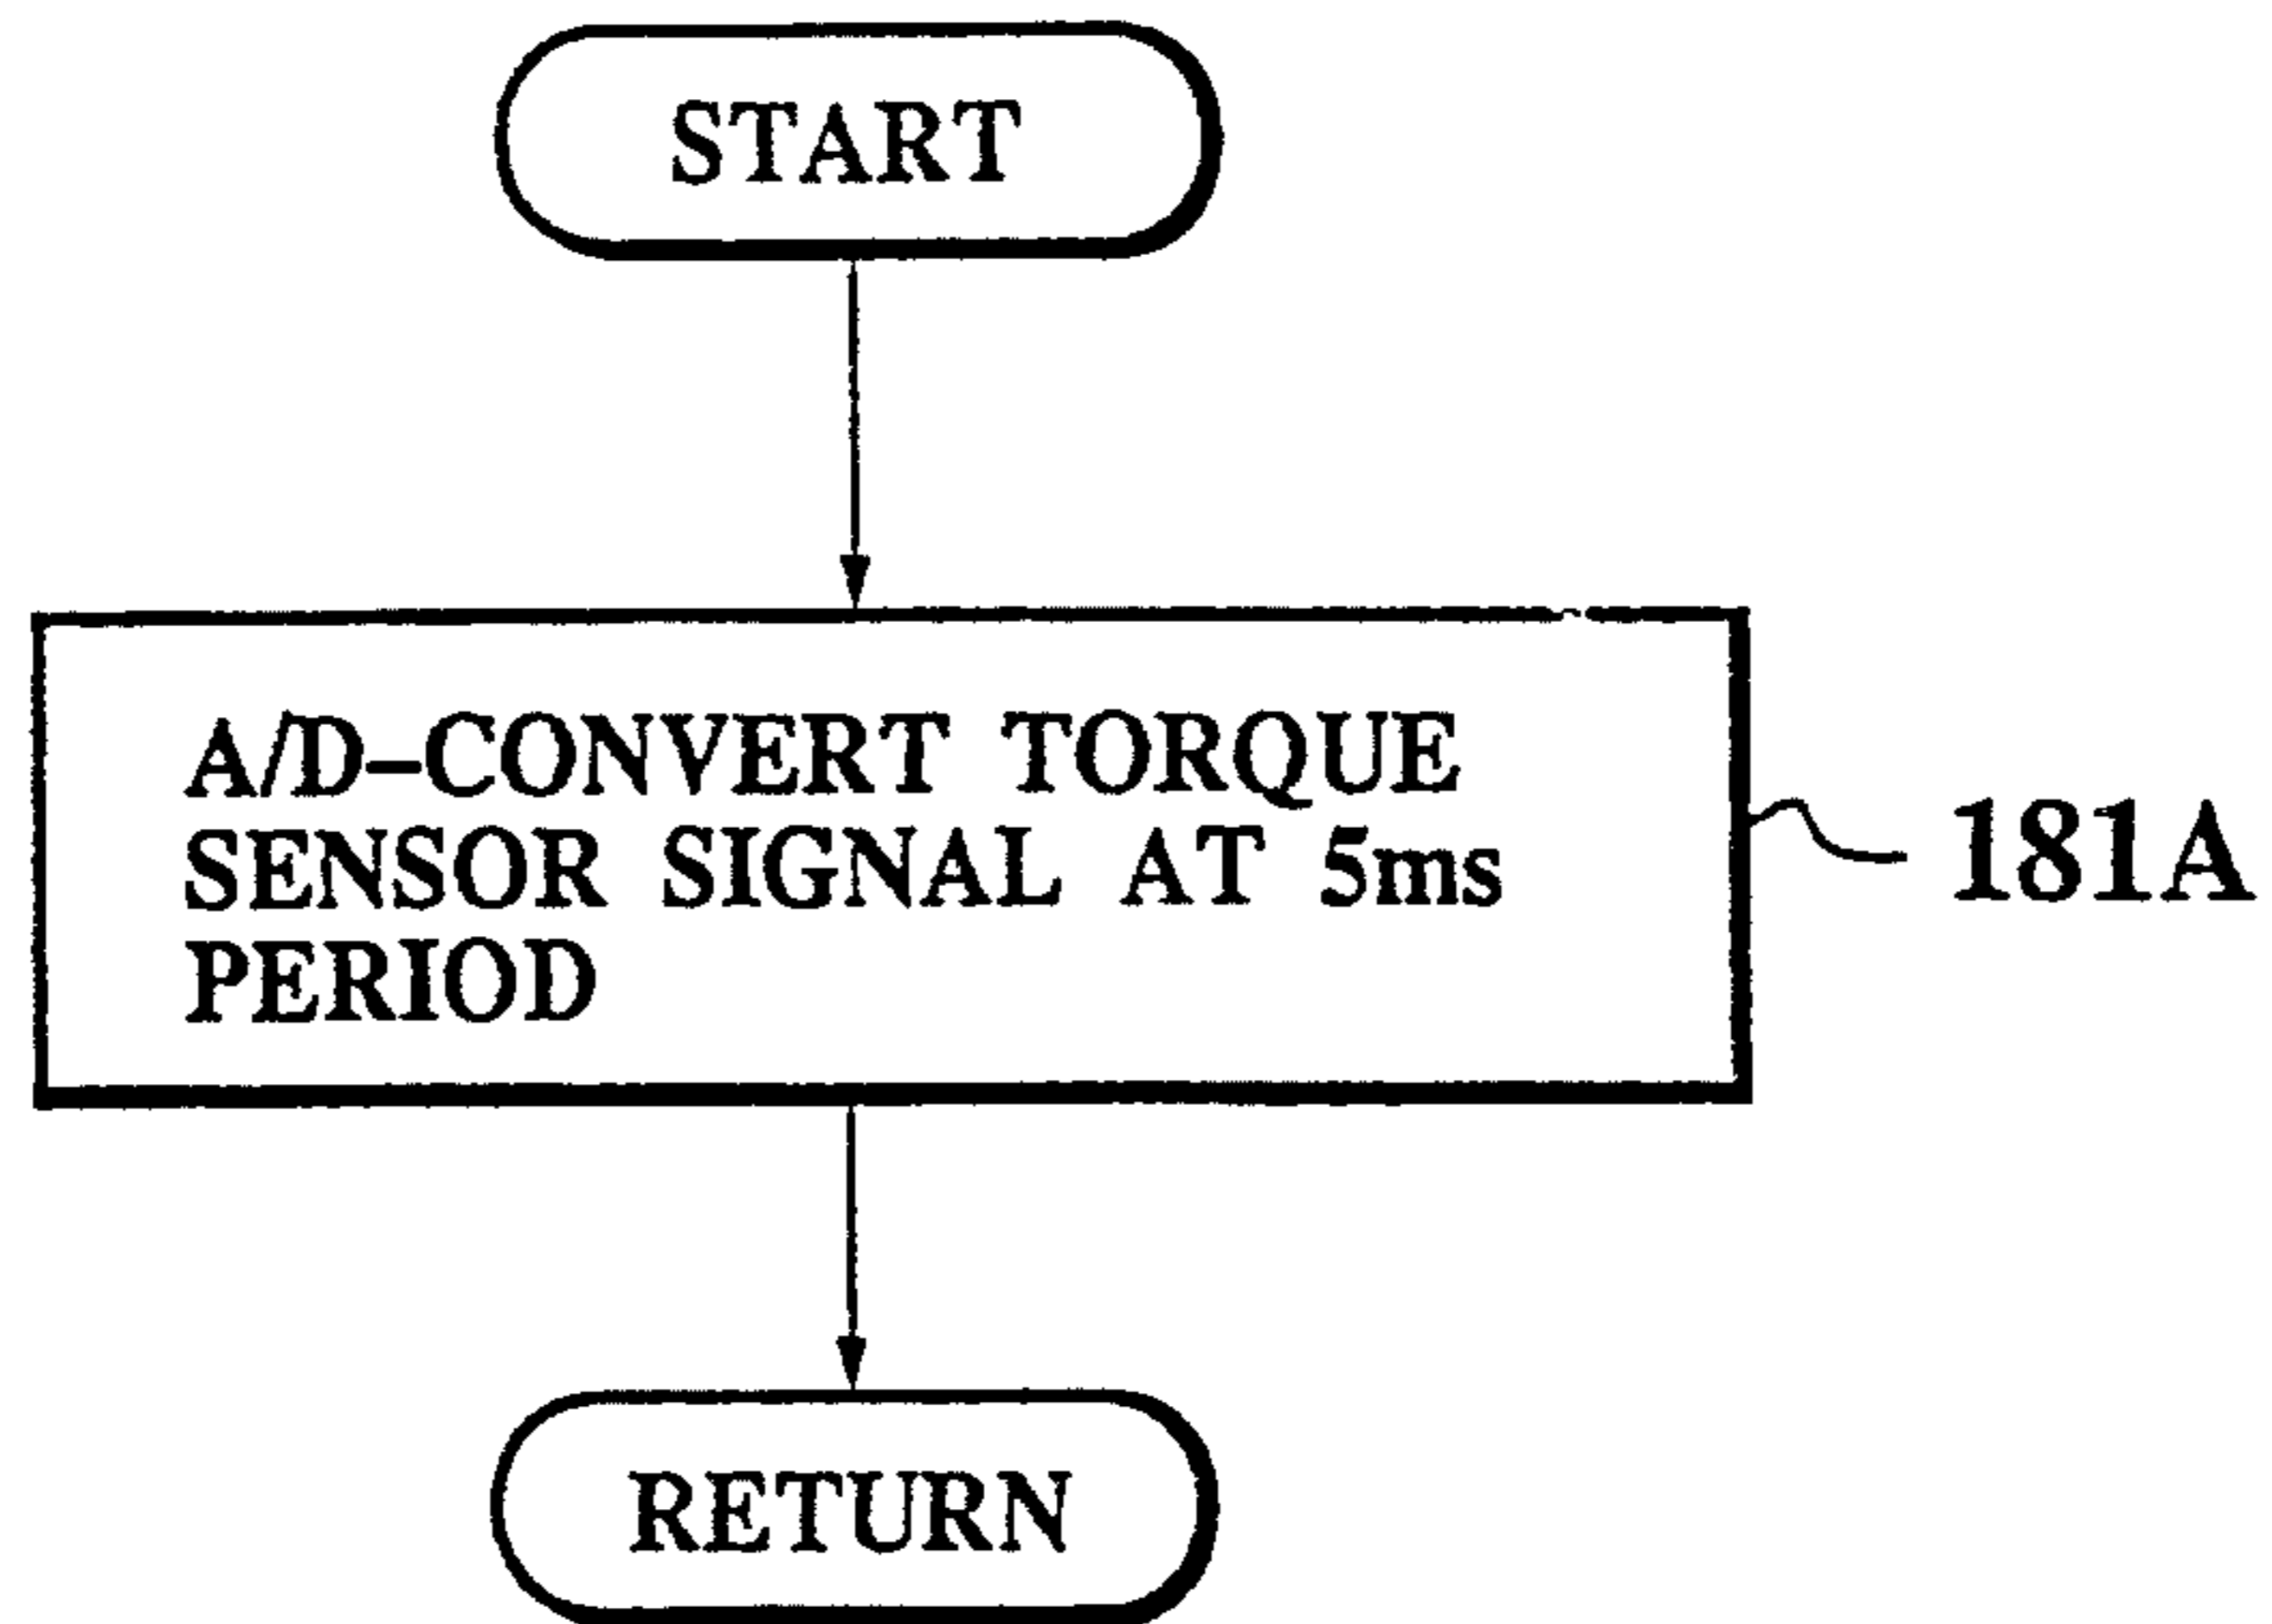 START
A/D-CONVERT TORQUE
SENSOR SIGNAL AT 5ms
PERIOD
181A
RETURN